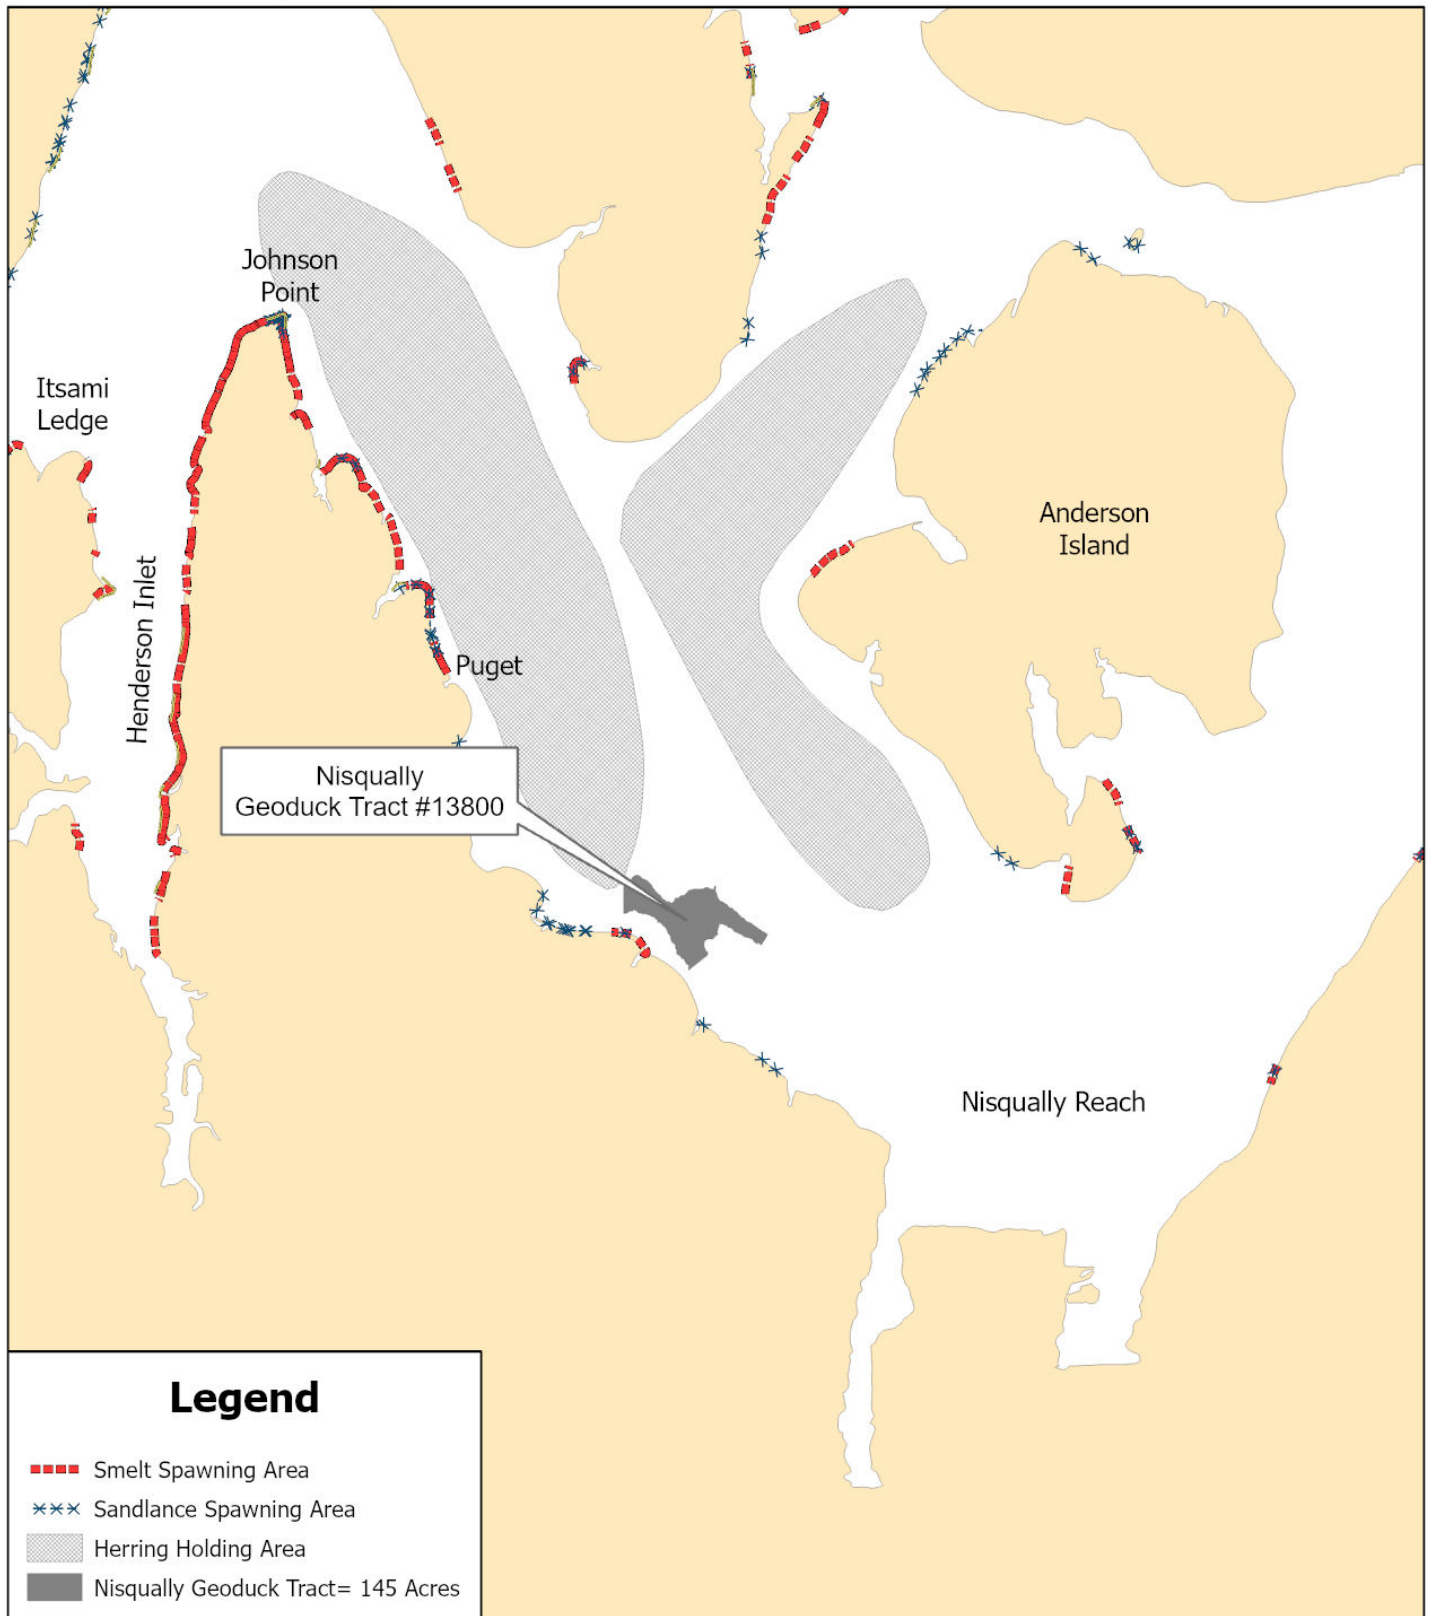 Johnson
Point
Itsami
Ledge
Anderson
Island
Henderson Inlet
Puget
Nisqually
Geoduck Tract #13800
Nisqually Reach
Legend
Smelt Spawning Area
Sandlance Spawning Area
Herring Holding Area
Nisqually Geoduck Tract= 145 Acres